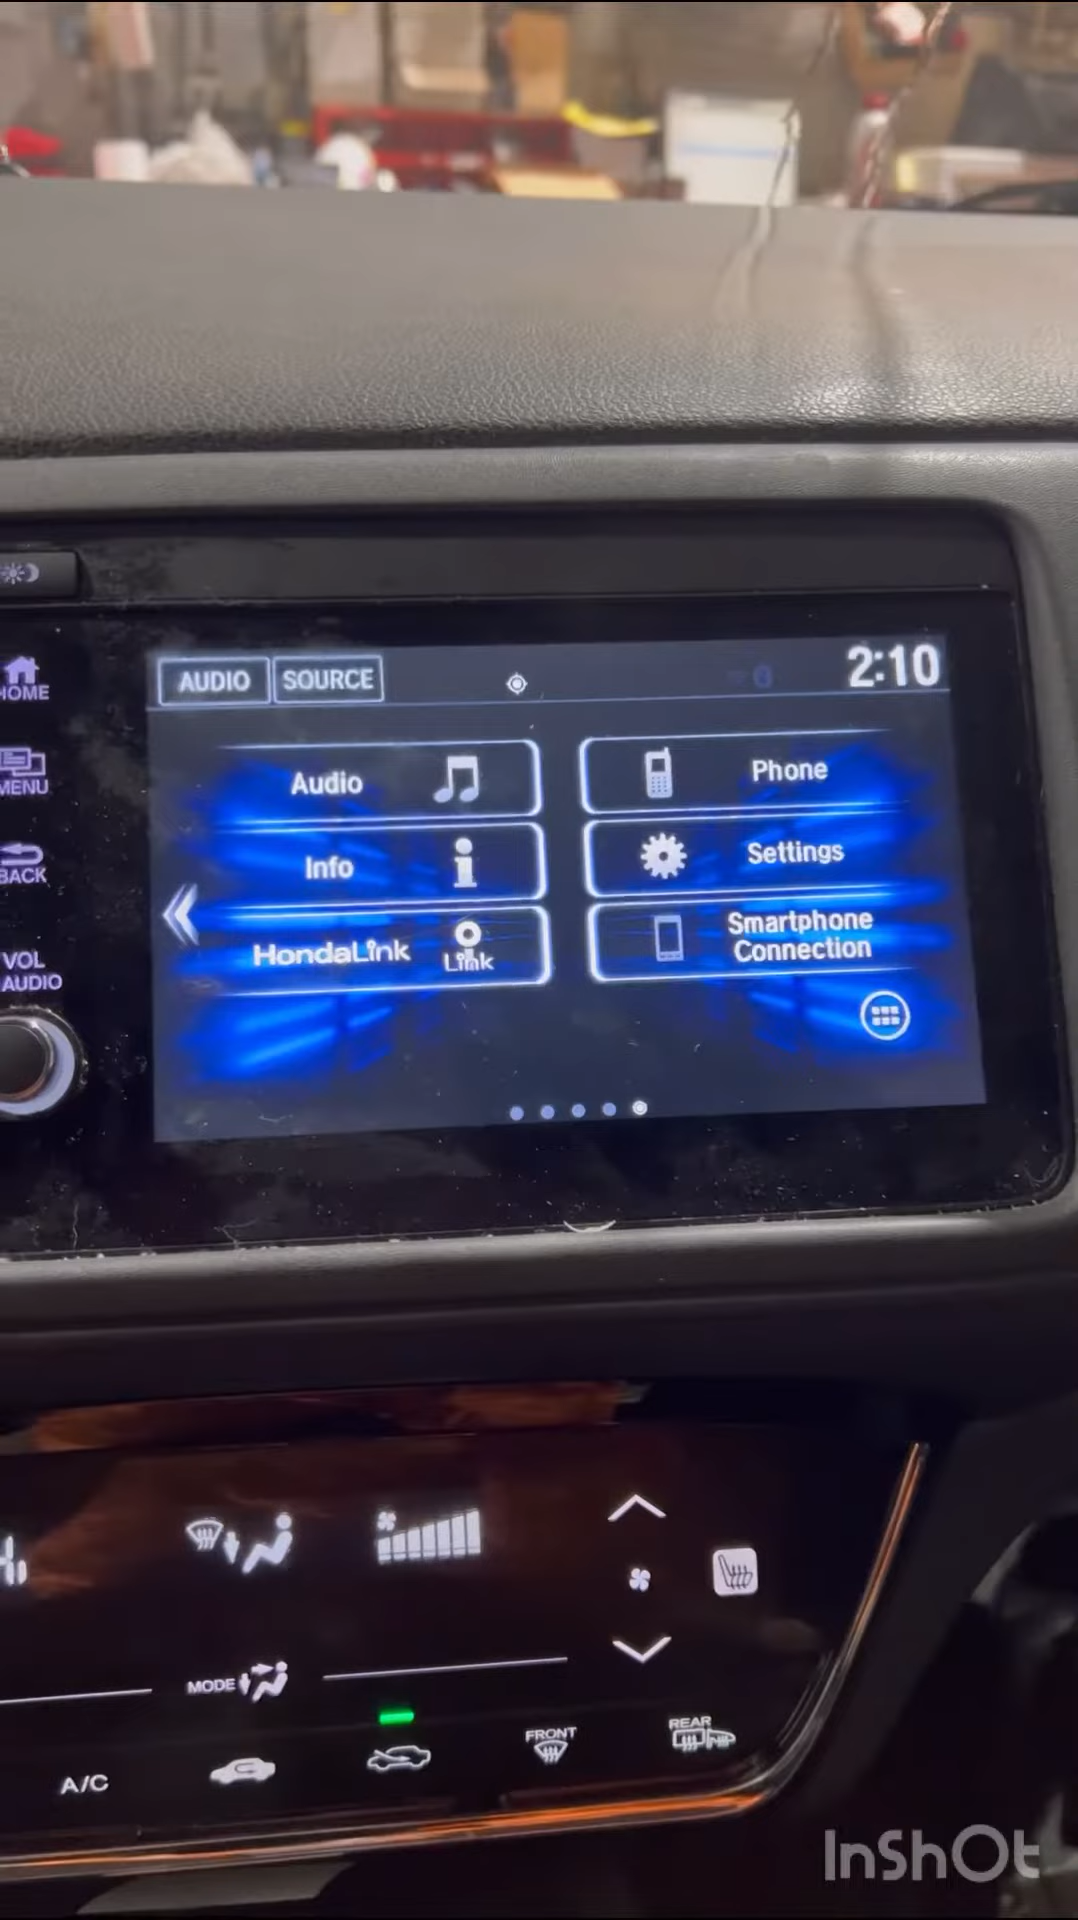 AUDIO SOURCE 2:10
HOME
MENU
BACK
VOL
AUDIO
Audio
Phone
Info
Settings
HondaLink
Link
Smartphone
Connection
MODE
A/C
FRONT
REAR
InShOt